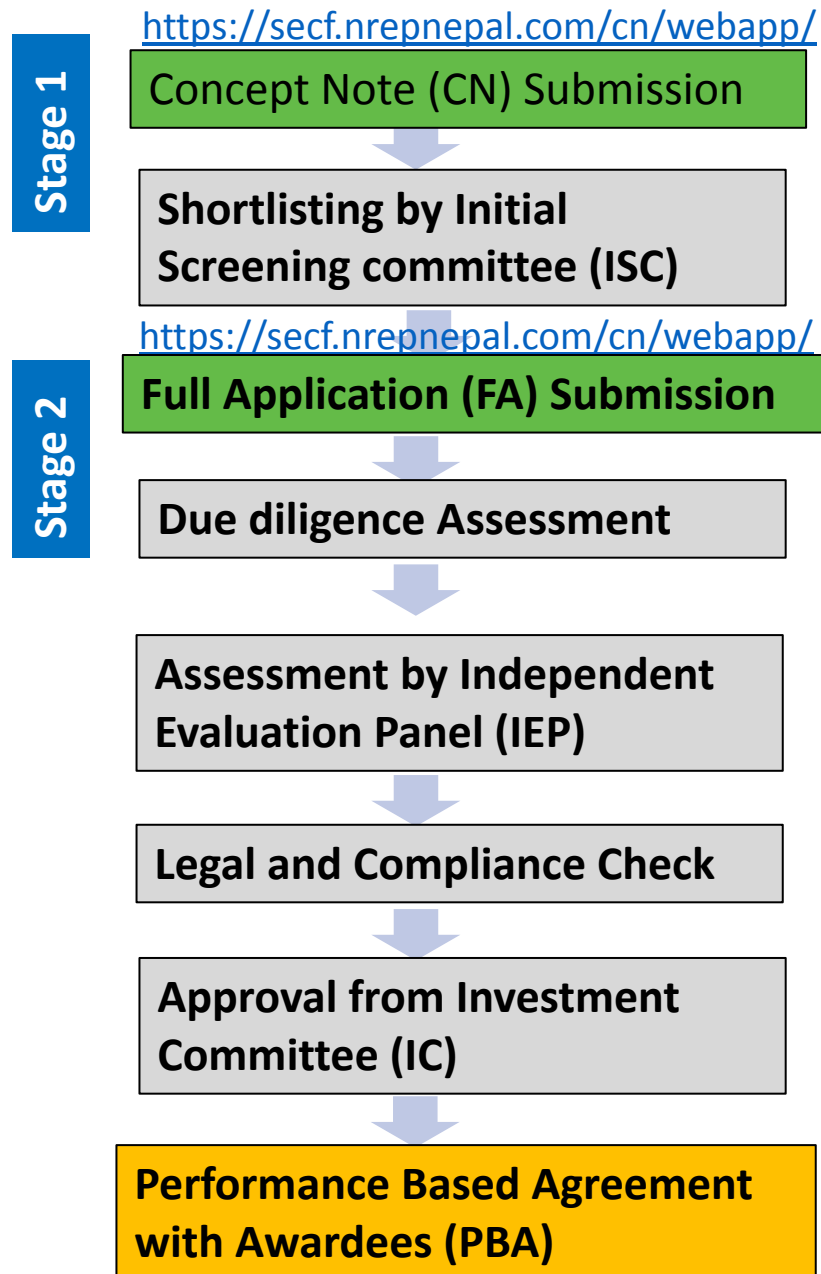 https://secf.nrepnepal.com/cn/webapp/
Stage 1
Concept Note (CN) Submission
Shortlisting by Initial
Screening committee (ISC)
https://secf.nrepnepal.com/cn/webapp/
Stage 2
Full Application (FA) Submission
Due diligence Assessment
Assessment by Independent
Evaluation Panel (IEP)
Legal and Compliance Check
Approval from Investment
Committee (IC)
Performance Based Agreement
with Awardees (PBA)